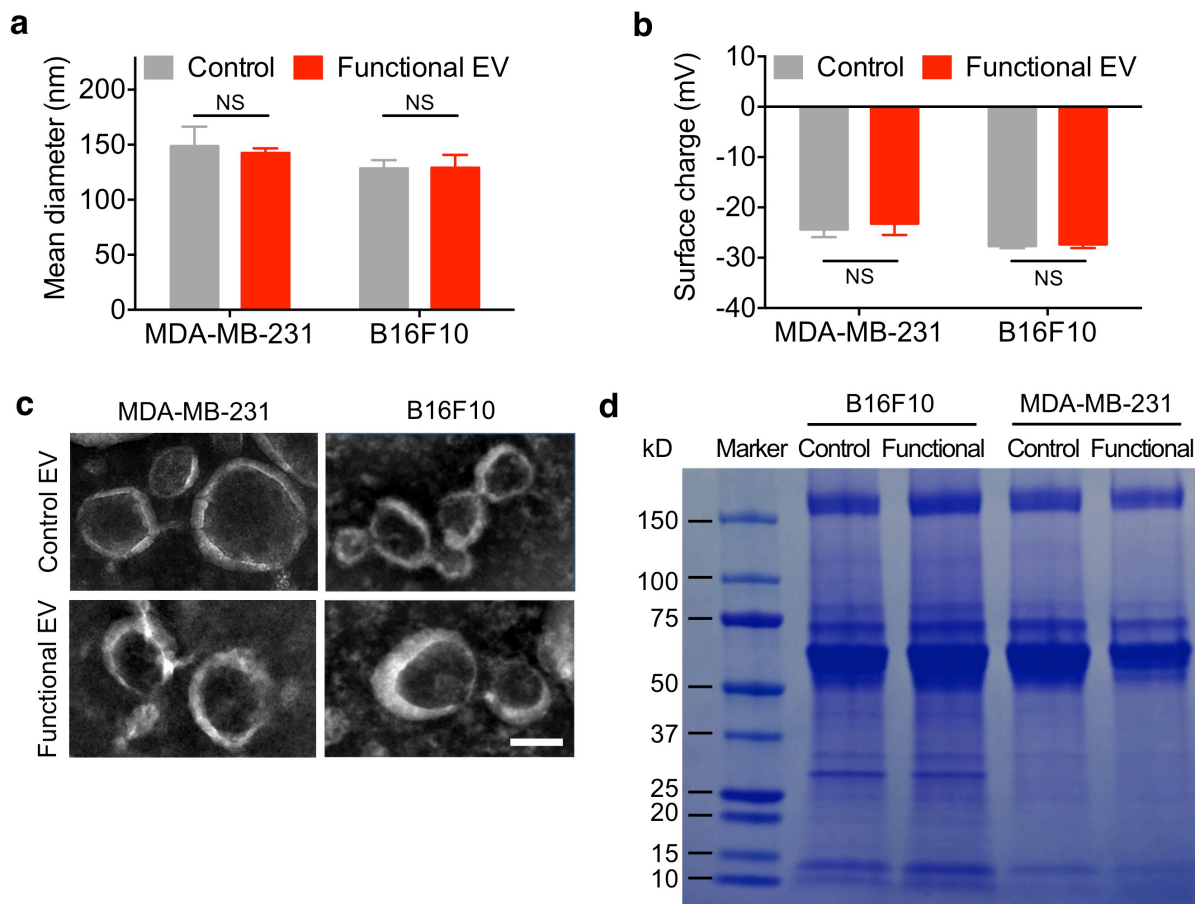 a
Mean diameter (nm)
200
150
100
50
0
Control Functional EV
NS NS
MDA-MB-231 B16F10
b
Surface charge (mV)
10
0
-10
-20
-30
-40
Control Functional EV
NS NS
MDA-MB-231 B16F10
c
MDA-MB-231 B16F10
Control EV
Functional EV
d
B16F10 MDA-MB-231
kD Marker Control Functional Control Functional
150
100
75
50
37
25
20
15
10